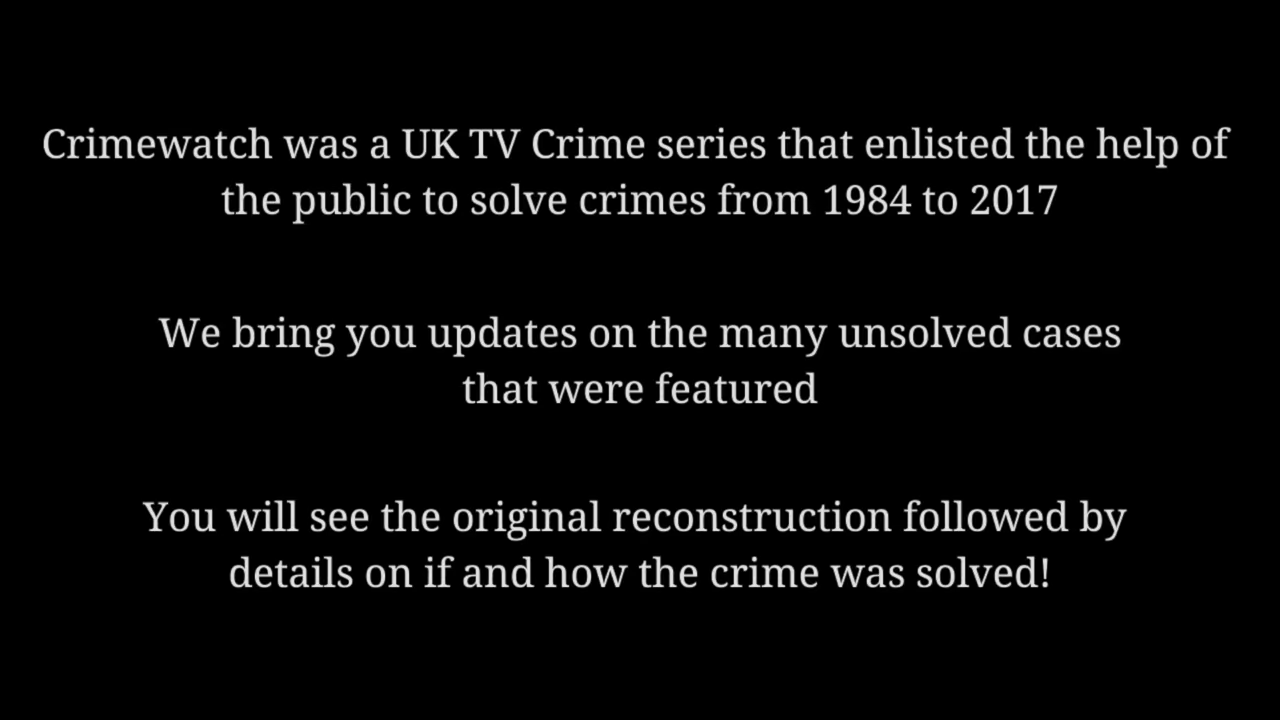 Crimewatch was a UK TV Crime series that enlisted the help of
the public to solve crimes from 1984 to 2017
We bring you updates on the many unsolved cases
that were featured
You will see the original reconstruction followed by
details on if and how the crime was solved!